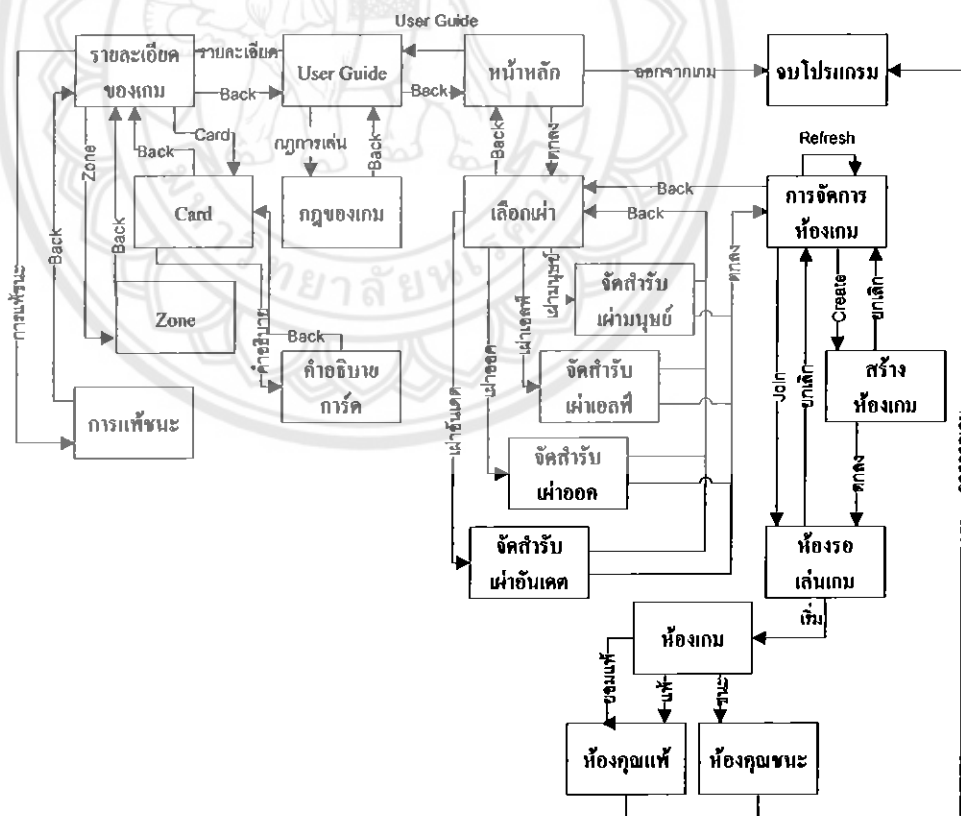 User Guide
รายละเอียด
ของเกม
รายละเอียด
User Guide
หน้าหลัก
ออกจากเกม
จบโปรแกรม
Back
Back
Card
Back
Zone
กฎการเล่น
Back
Back
ตกลง
Refresh
Card
กฎของเกม
เลือกเผ่า
Back
Back
การจัดการ
ห้องเกม
Back
Back
การแพ้ชนะ
Zone
คำอธิบาย
Back
คำอธิบาย
การ์ด
การแพ้ชนะ
เผ่ามนุษย์
เผ่าเอลฟ์
เผ่าออค
เผ่าอันเดต
จัดสำรับ
เผ่ามนุษย์
จัดสำรับ
เผ่าเอลฟ์
จัดสำรับ
เผ่าออค
จัดสำรับ
เผ่าอันเดต
ตกลง
Create
ยกเลิก
สร้าง
ห้องเกม
Join
ยกเลิก
ตกลง
ห้องรอ
เล่นเกม
เริ่ม
ห้องเกม
ยอมแพ้
แพ้
ชนะ
ห้องคุณแพ้
ห้องคุณชนะ